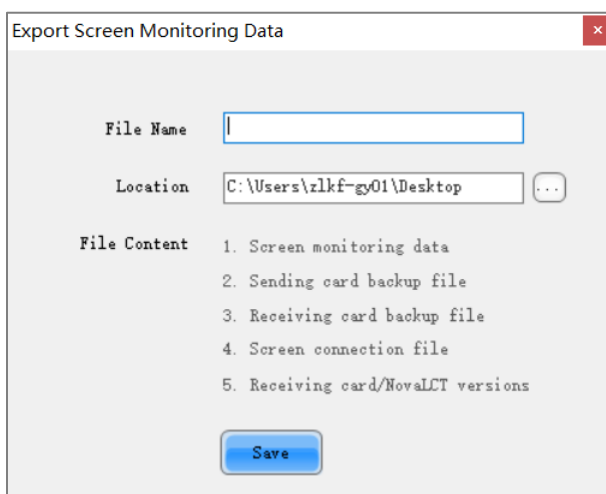 Export Screen Monitoring Data
File Name
Location C:\Users\zlkf-gy01\Desktop ...
File Content 1. Screen monitoring data
2. Sending card backup file
3. Receiving card backup file
4. Screen connection file
5. Receiving card/NovaLCT versions
Save